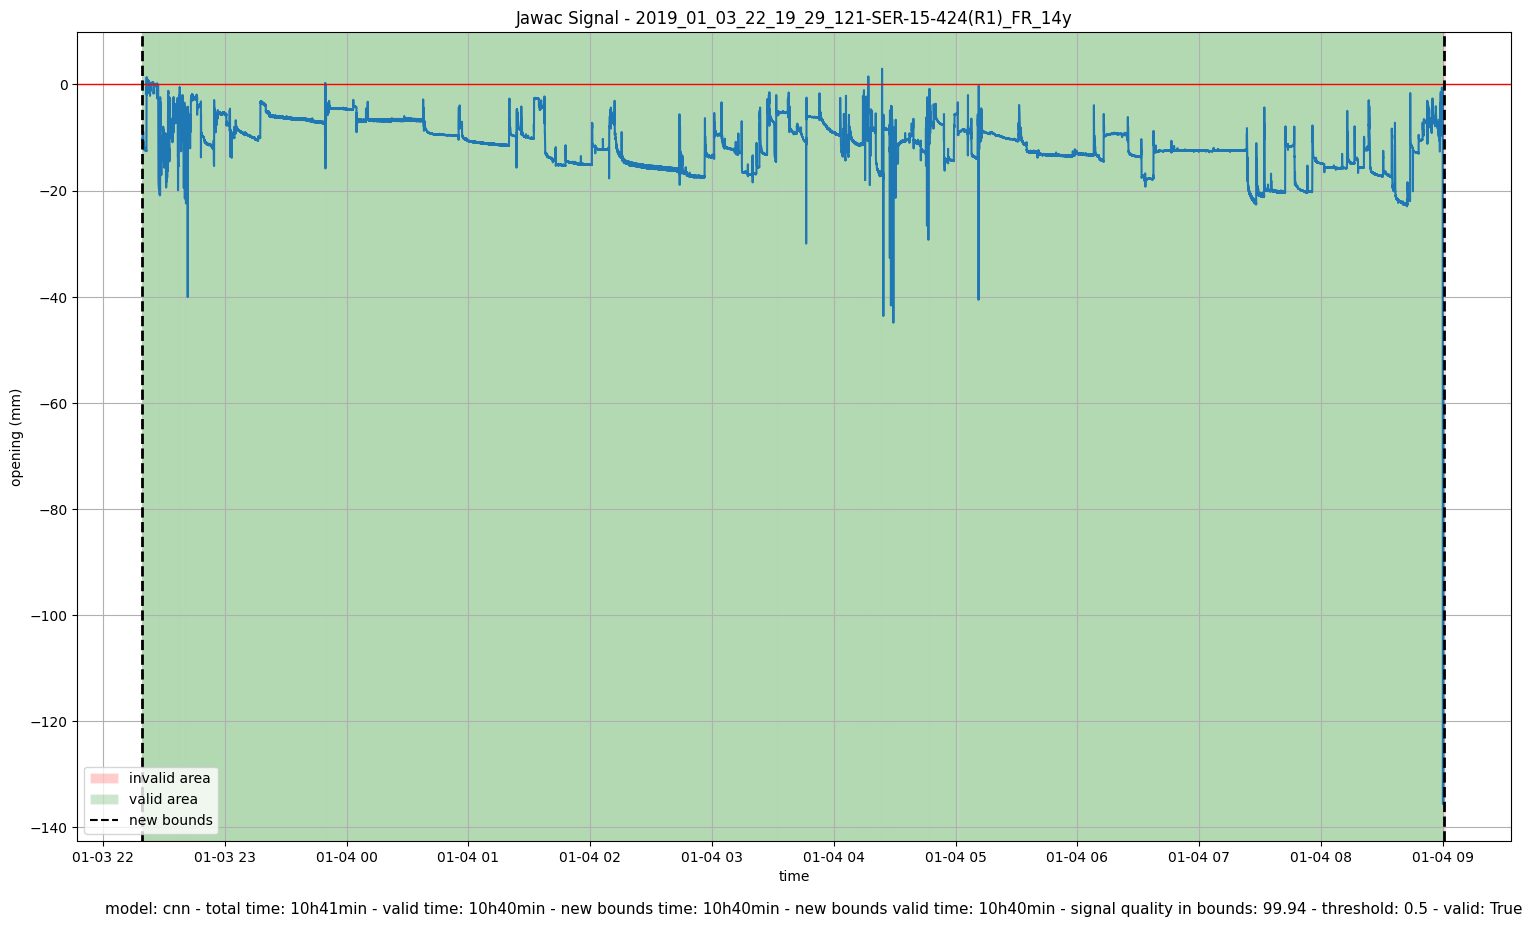 Jawac Signal - 2019_01_03_22_19_29_121-SER-15-424(R1)_FR_14y
opening (mm)
0
−20
−40
−60
−80
−100
−120
−140
invalid area
valid area
new bounds
01-03 22
01-03 23
01-04 00
01-04 01
01-04 02
01-04 03
01-04 04
01-04 05
01-04 06
01-04 07
01-04 08
01-04 09
time
model: cnn - total time: 10h41min - valid time: 10h40min - new bounds time: 10h40min - new bounds valid time: 10h40min - signal quality in bounds: 99.94 - threshold: 0.5 - valid: True